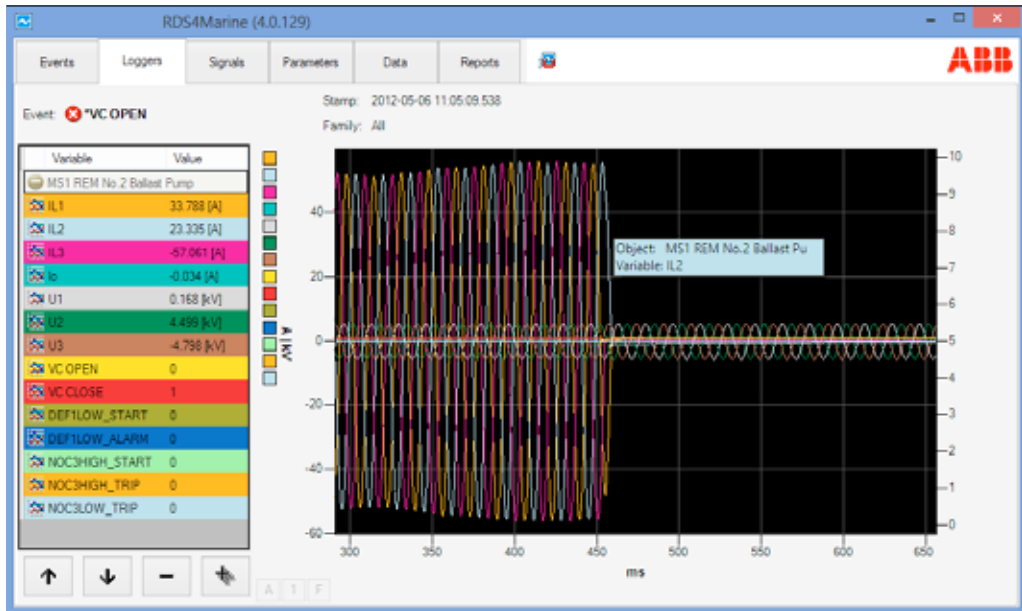 RDS4Marine (4.0.129)
Events Loggers Signals Parameters Data Reports
ABB
Stamp: 2012-05-06 11:05:09.538
Event: *VC OPEN
Family: All
Variable Value
MS1 REM No.2 Ballast Pump
IL1 33.788 [A]
IL2 23.335 [A]
IL3 -57.061 [A]
Io -0.034 [A]
U1 0.168 [kV]
U2 4.499 [kV]
U3 -4.798 [kV]
VC OPEN 0
VC CLOSE 1
DEF1LOW_START 0
DEF1LOW_ALARM 0
NOC3HIGH_START 0
NOC3HIGH_TRIP 0
NOC3LOW_TRIP 0
A | kV
40
20
0
-20
-40
-60
Object: MS1 REM No.2 Ballast Pu
Variable: IL2
10
9
8
7
6
5
4
3
2
1
0
300 350 400 450 500 550 600 650
ms
A 1 F